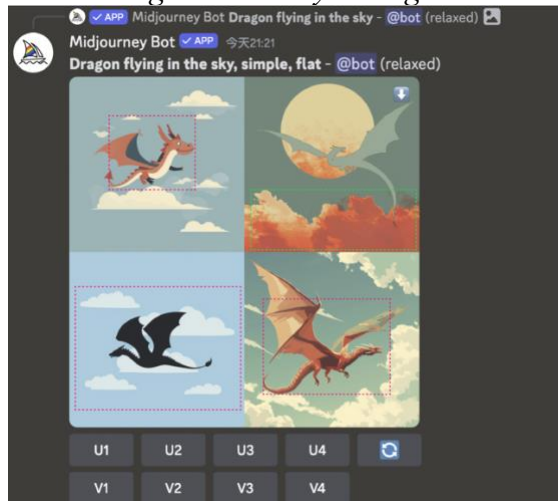 ✓ APP Midjourney Bot Dragon flying in the sky - @bot (relaxed)
Midjourney Bot ✓ APP 今天21:21
Dragon flying in the sky, simple, flat - @bot (relaxed)
U1 U2 U3 U4
V1 V2 V3 V4